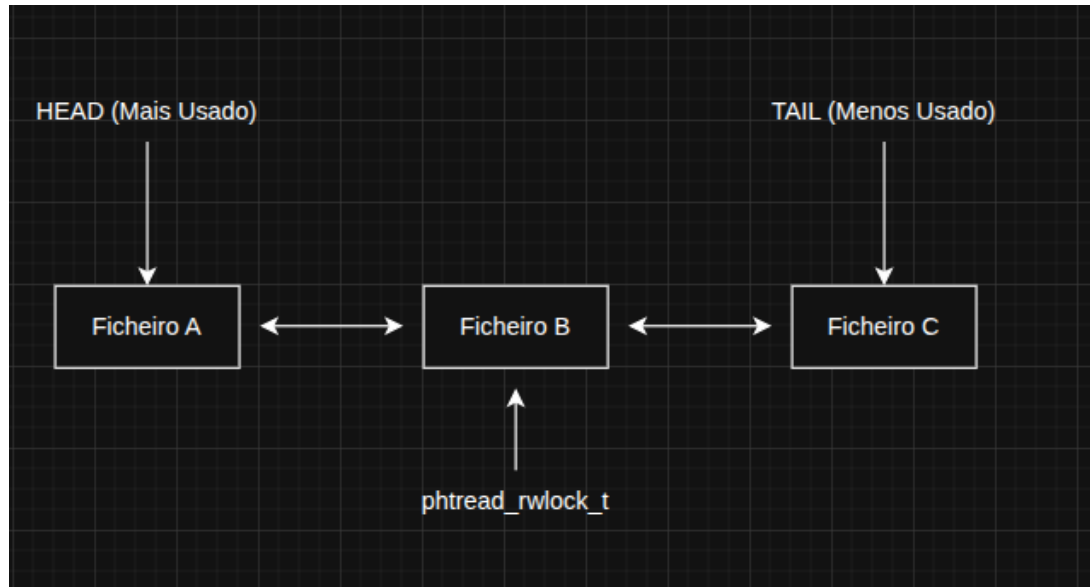 HEAD (Mais Usado)
TAIL (Menos Usado)
Ficheiro A
Ficheiro B
Ficheiro C
phtread_rwlock_t